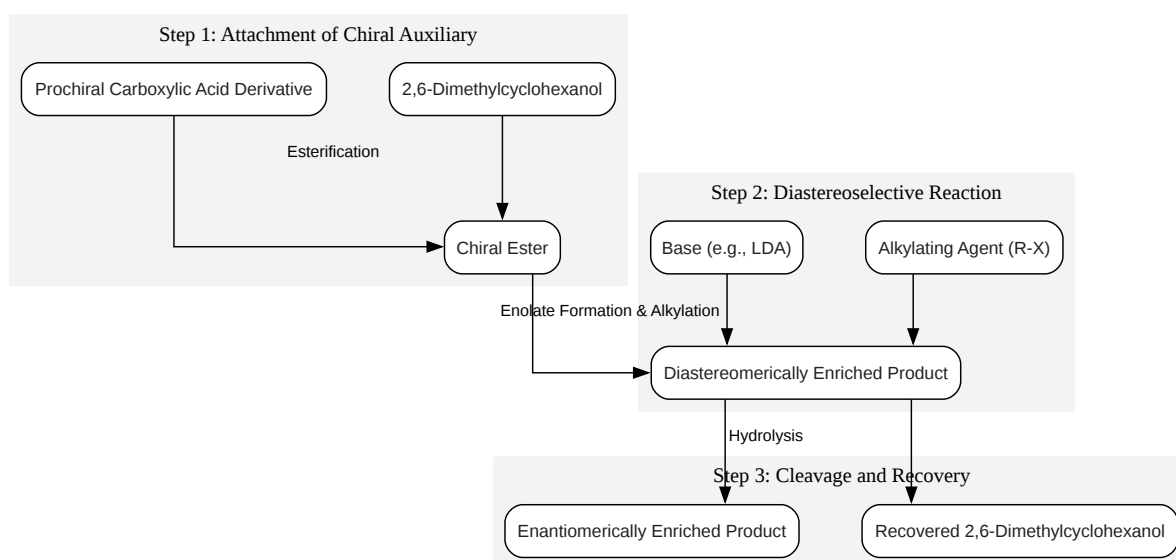 Step 1: Attachment of Chiral Auxiliary
Prochiral Carboxylic Acid Derivative
2,6-Dimethylcyclohexanol
Esterification
Chiral Ester
Step 2: Diastereoselective Reaction
Base (e.g., LDA)
Alkylating Agent (R-X)
Enolate Formation & Alkylation
Diastereomerically Enriched Product
Hydrolysis
Step 3: Cleavage and Recovery
Enantiomerically Enriched Product
Recovered 2,6-Dimethylcyclohexanol